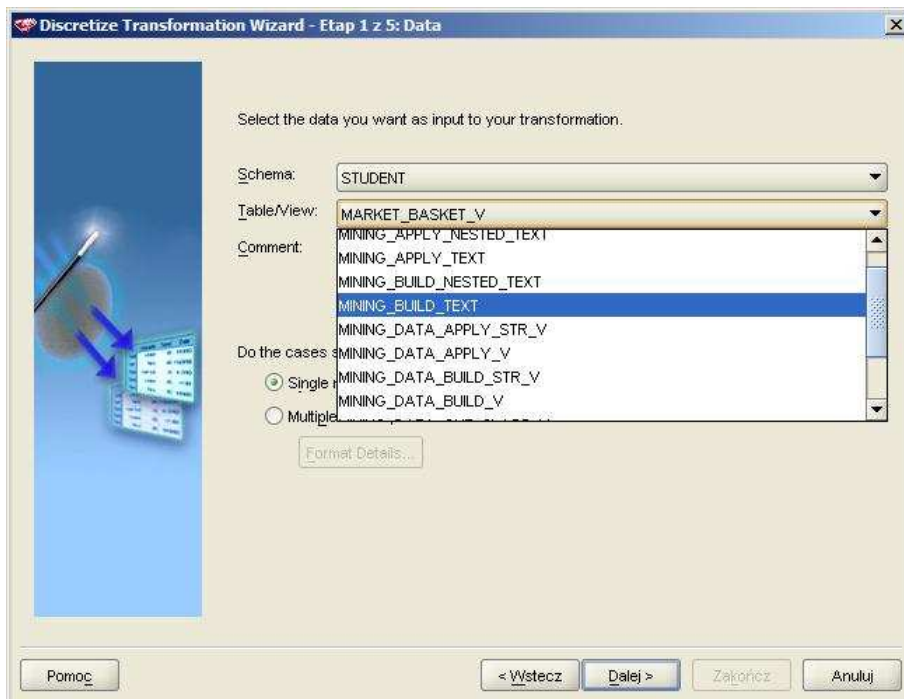 Discretize Transformation Wizard - Etap 1 z 5: Data
Select the data you want as input to your transformation.
Schema: STUDENT
Table/View: MARKET_BASKET_V
MINING_APPLY_NESTED_TEXT
Comment:
MINING_APPLY_TEXT
MINING_BUILD_NESTED_TEXT
MINING_BUILD_TEXT
MINING_DATA_APPLY_STR_V
Do the cases
MINING_DATA_APPLY_V
Single
MINING_DATA_BUILD_STR_V
MINING_DATA_BUILD_V
Multiple
Format Details...
Pomoc
< Wstecz
Dalej >
Zakończ
Anuluj